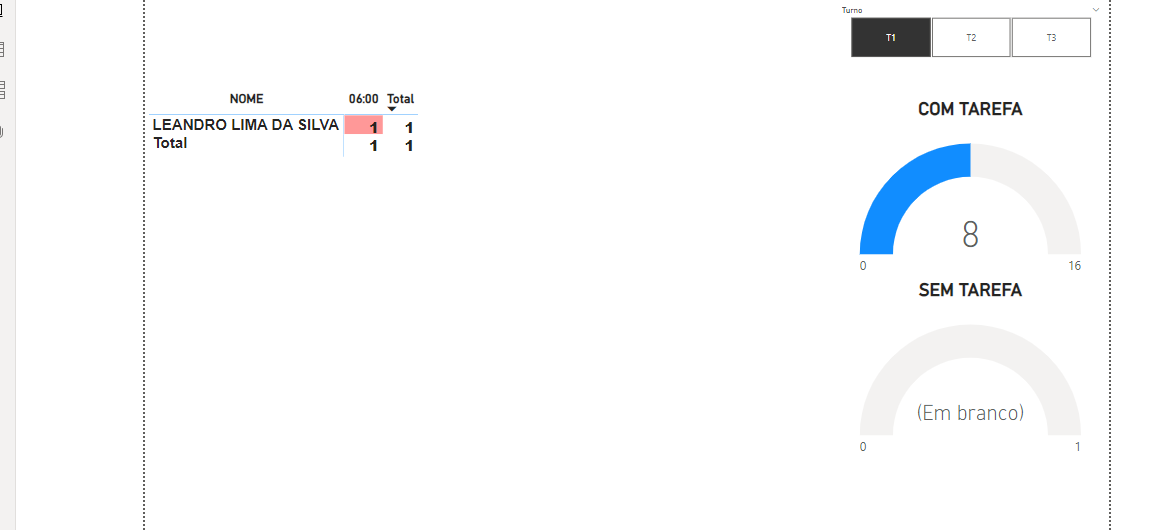 Turno
T1 T2 T3
NOME 06:00 Total
LEANDRO LIMA DA SILVA 1 1
Total 1 1
COM TAREFA
8
0 16
SEM TAREFA
(Em branco)
0 1